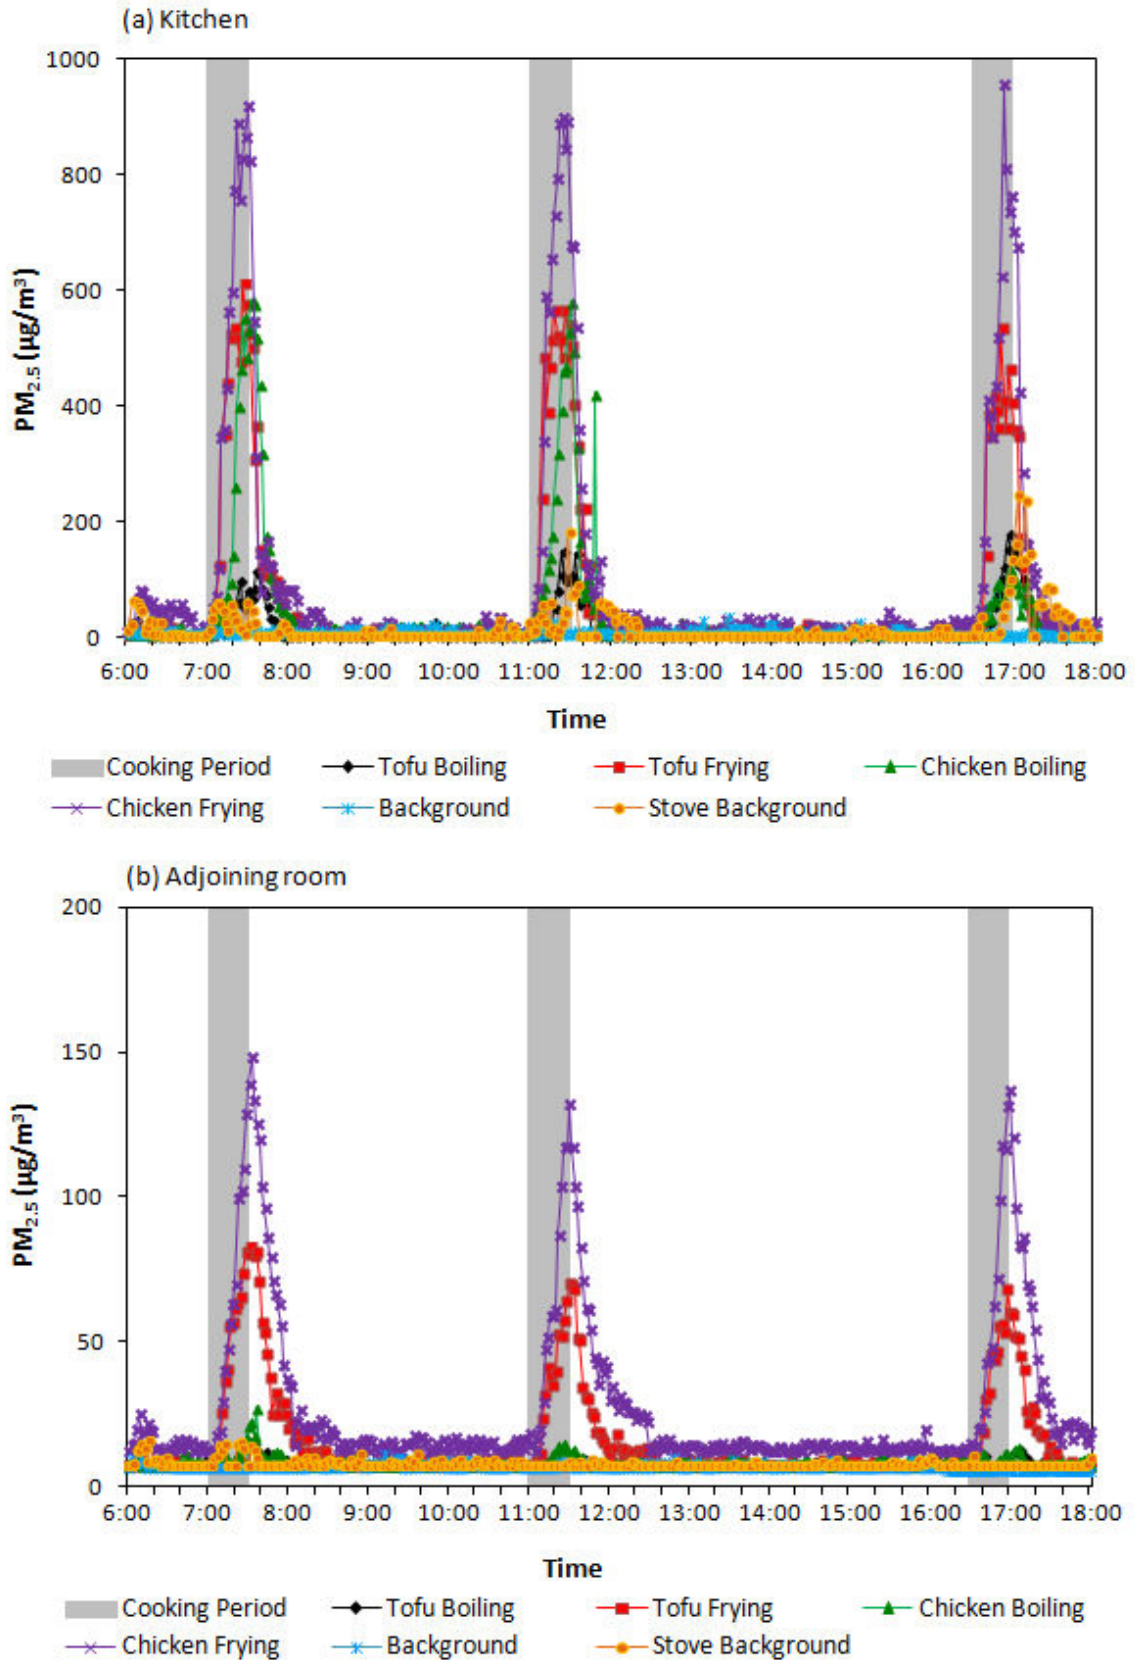 (a) Kitchen
1000
800
600
400
200
0
PM2.5 (µg/m³)
6:00 7:00 8:00 9:00 10:00 11:00 12:00 13:00 14:00 15:00 16:00 17:00 18:00
Time
Cooking Period Tofu Boiling Tofu Frying Chicken Boiling
Chicken Frying Background Stove Background
(b) Adjoining room
200
150
100
50
0
PM2.5 (µg/m³)
6:00 7:00 8:00 9:00 10:00 11:00 12:00 13:00 14:00 15:00 16:00 17:00 18:00
Time
Cooking Period Tofu Boiling Tofu Frying Chicken Boiling
Chicken Frying Background Stove Background